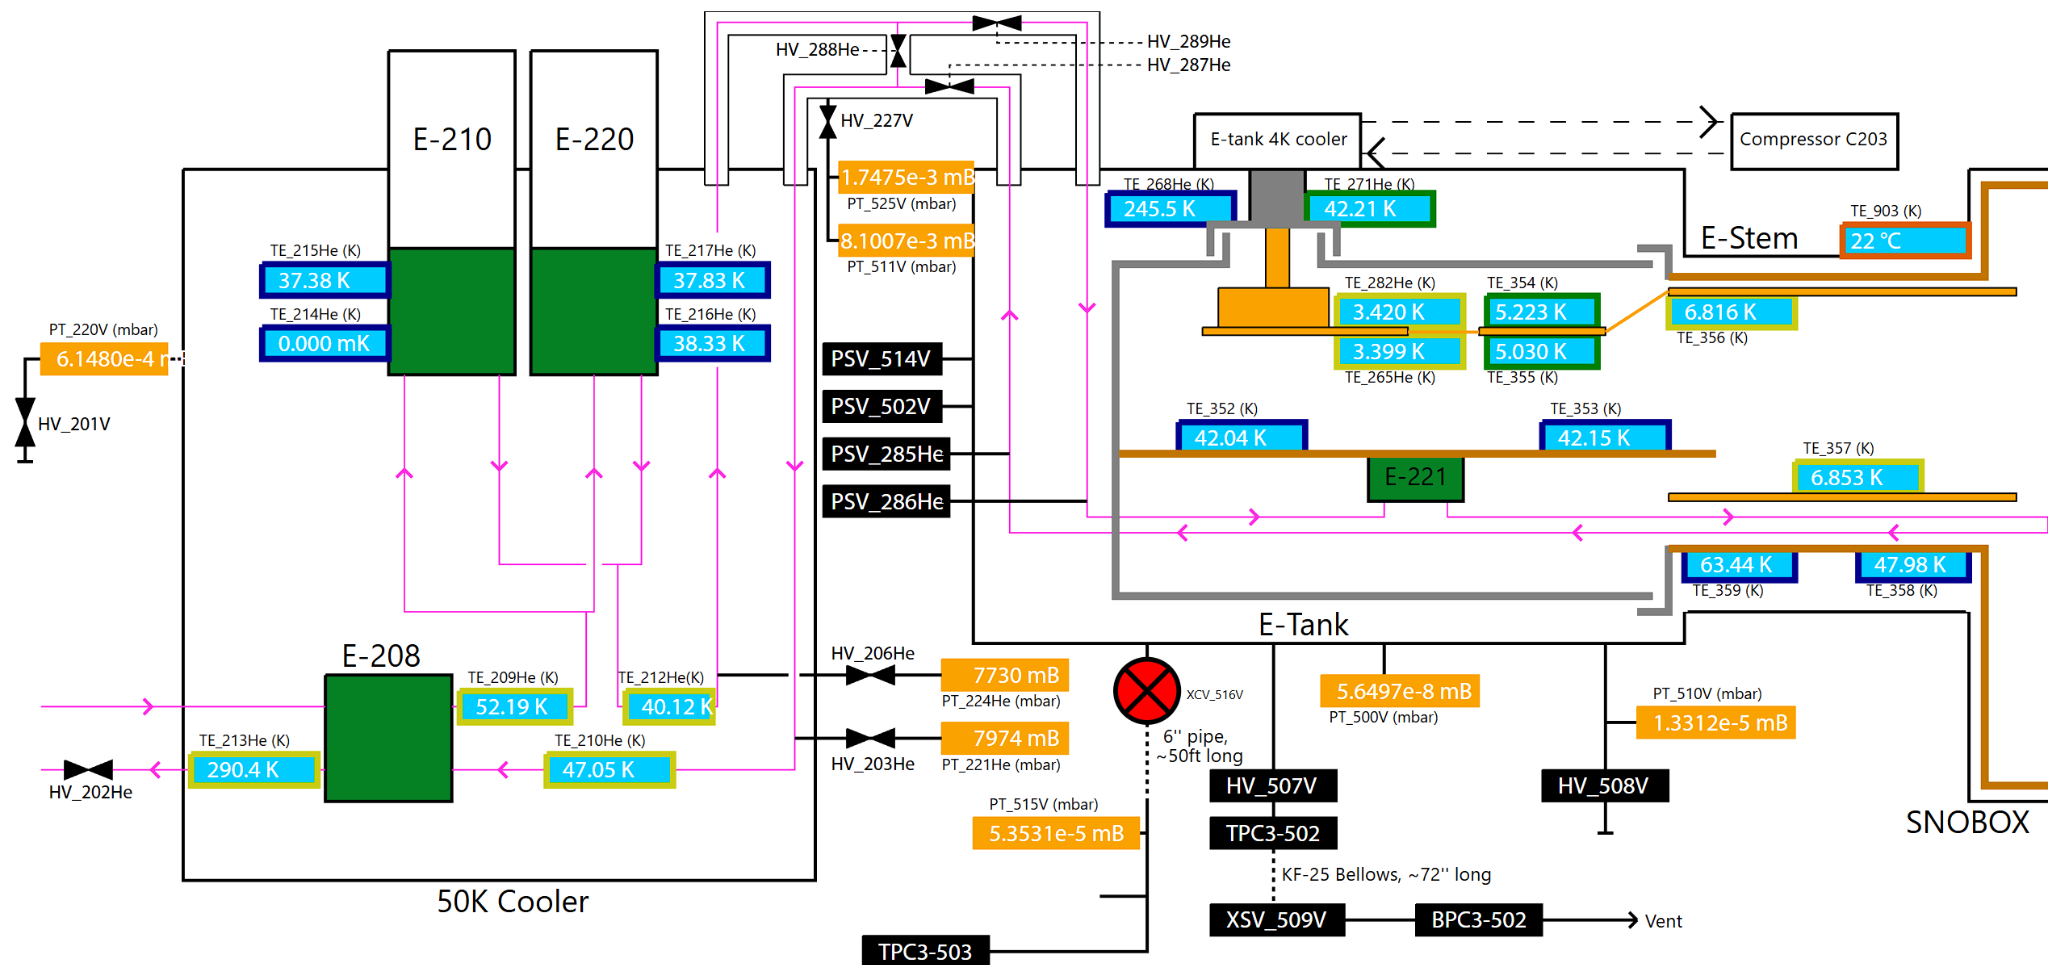 HV_289He
HV_288He
HV_287He
E-210
E-220
HV_227V
E-tank 4K cooler
Compressor C203
1.7475e-3 mB
PT_525V (mbar)
8.1007e-3 mB
PT_511V (mbar)
TE_268He (K)
245.5 K
TE_271He (K)
42.21 K
TE_903 (K)
22 °C
E-Stem
TE_215He (K)
37.38 K
TE_217He (K)
37.83 K
TE_214He (K)
0.000 mK
TE_216He (K)
38.33 K
PT_220V (mbar)
6.1480e-4 m
HV_201V
TE_282He (K)
3.420 K
3.399 K
TE_265He (K)
TE_354 (K)
5.223 K
5.030 K
TE_355 (K)
6.816 K
TE_356 (K)
PSV_514V
PSV_502V
PSV_285He
PSV_286He
TE_352 (K)
42.04 K
TE_353 (K)
42.15 K
E-221
TE_357 (K)
6.853 K
63.44 K
TE_359 (K)
47.98 K
TE_358 (K)
E-Tank
E-208
TE_209He (K)
52.19 K
TE_212He(K)
40.12 K
TE_213He (K)
290.4 K
TE_210He (K)
47.05 K
HV_202He
HV_206He
7730 mB
PT_224He (mbar)
7974 mB
HV_203He
PT_221He (mbar)
XCV_516V
6'' pipe,
~50ft long
5.6497e-8 mB
PT_500V (mbar)
PT_510V (mbar)
1.3312e-5 mB
HV_507V
HV_508V
PT_515V (mbar)
5.3531e-5 mB
TPC3-502
SNOBOX
KF-25 Bellows, ~72'' long
50K Cooler
XSV_509V
BPC3-502
Vent
TPC3-503